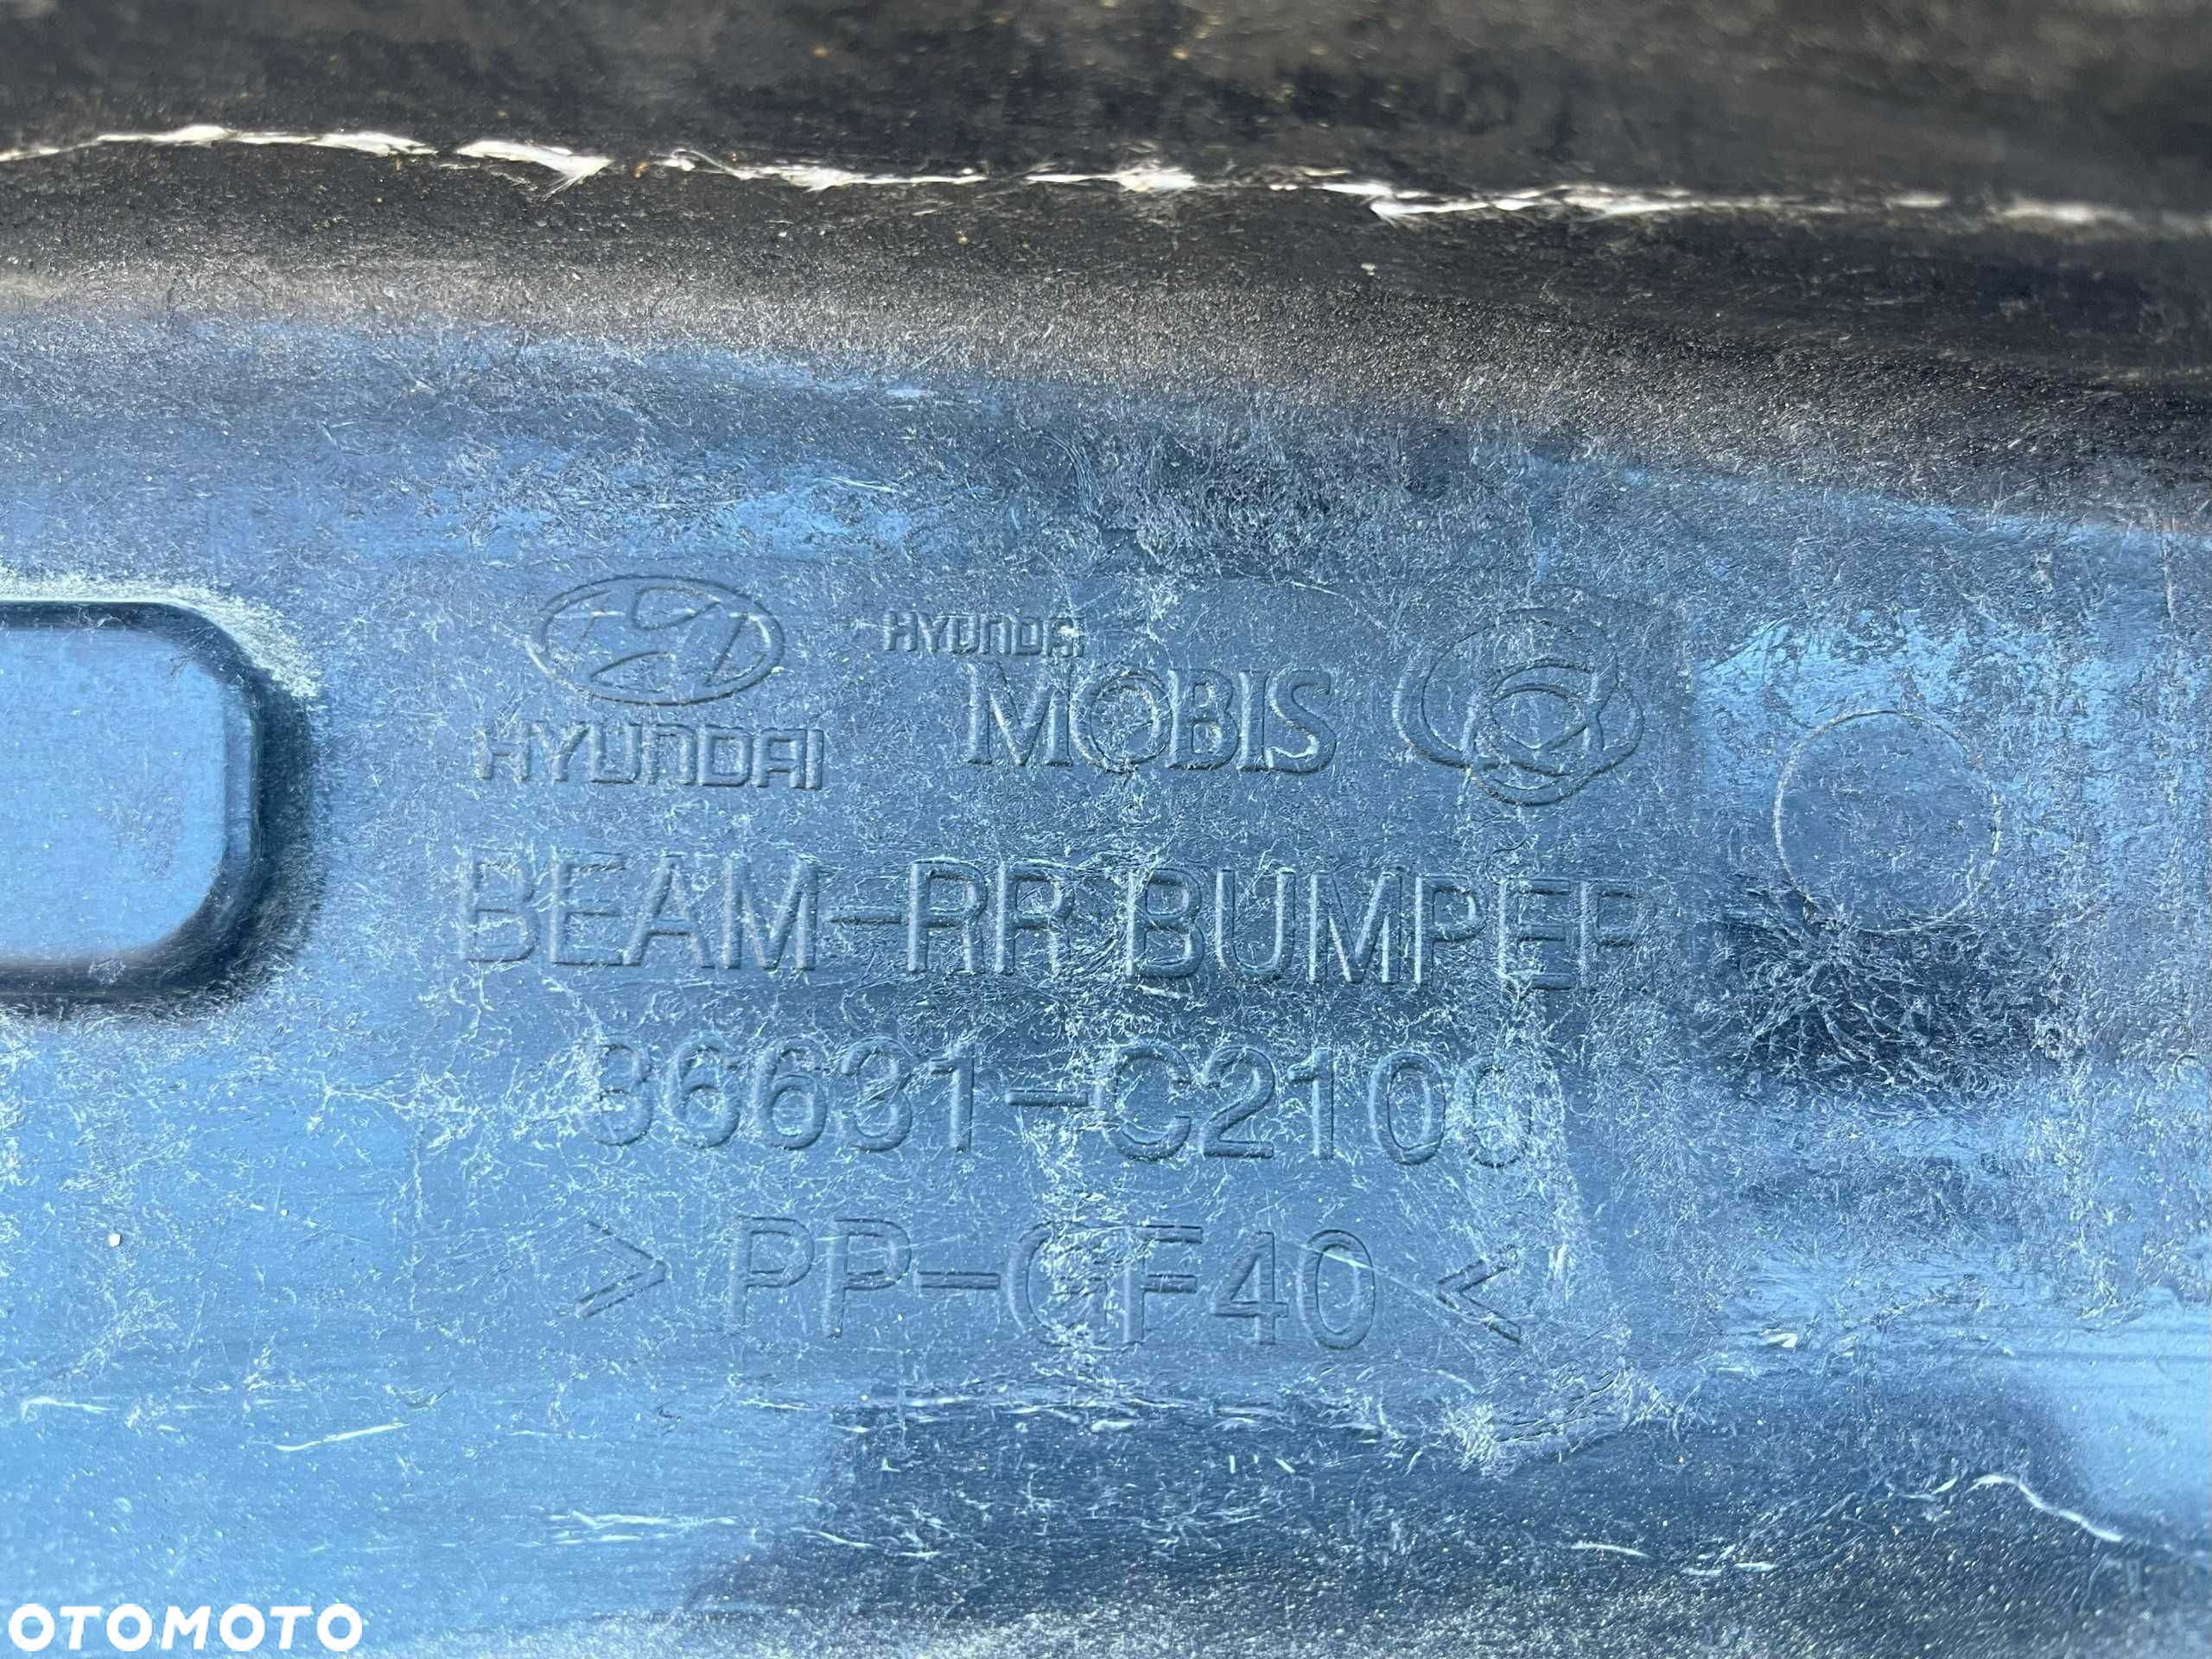 HYUNDAI
HYUNDAI
MOBIS
BEAM-RR BUMPER
86631-C2100
> PP-GF40 <
OTOMOTO